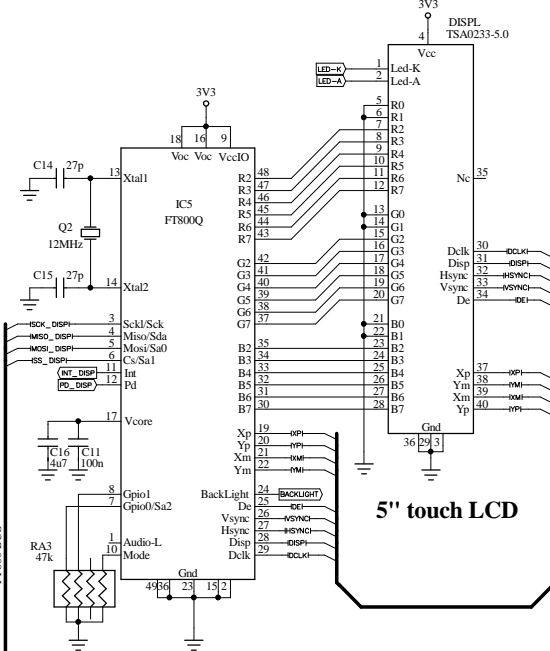 3V3
DISPL
TSA0233-5.0
4
Vcc
LED-K 1 Led-K
LED-A 2 Led-A
5 R0
6 R1
7 R2
8 R3
9 R4
10 R5
11 R6
12 R7
Nc 35
13 G0
14 G1
15 G2
16 G3
17 G4
18 G5
19 G6
20 G7
Dclk 30 DCLK
Disp 31 DISP
Hsync 32 HSYNC
Vsync 33 VSYNC
De 34 DE
21 B0
22 B1
23 B2
24 B3
25 B4
26 B5
27 B6
28 B7
Xp 37 XP
Ym 38 YM
Xm 39 XM
Yp 40 YP
Gnd
36 29 3
5" touch LCD
3V3
18 16 9
Voc Voc VccIO
IC5
FT800Q
C14 27p
13 Xtal1
Q2
12MHz
C15 27p
14 Xtal2
SCK_DISP 3 Sckl/Sck
MISO_DISP 4 Miso/Sda
MOSI_DISP 5 Mosi/Sa0
SS_DISP 6 Cs/Sa1
INT_DISP 11 Int
PD_DISP 12 Pd
17 Vcore
C16
4u7
C11
100n
8 Gpio1
7 Gpio0/Sa2
1 Audio-L
10 Mode
RA3
47k
R2 48
R3 47
R4 46
R5 45
R6 44
R7 43
G2 42
G3 41
G4 40
G5 39
G6 38
G7 37
B2 35
B3 34
B4 33
B5 32
B6 31
B7 30
Xp 19 XP
Yp 20 YP
Xm 21 XM
Ym 22 YM
BackLight 24 BACKLIGHT
De 25 DE
Vsync 26 VSYNC
Hsync 27 HSYNC
Disp 28 DISP
Dclk 29 DCLK
Gnd
49 36 23 15 2